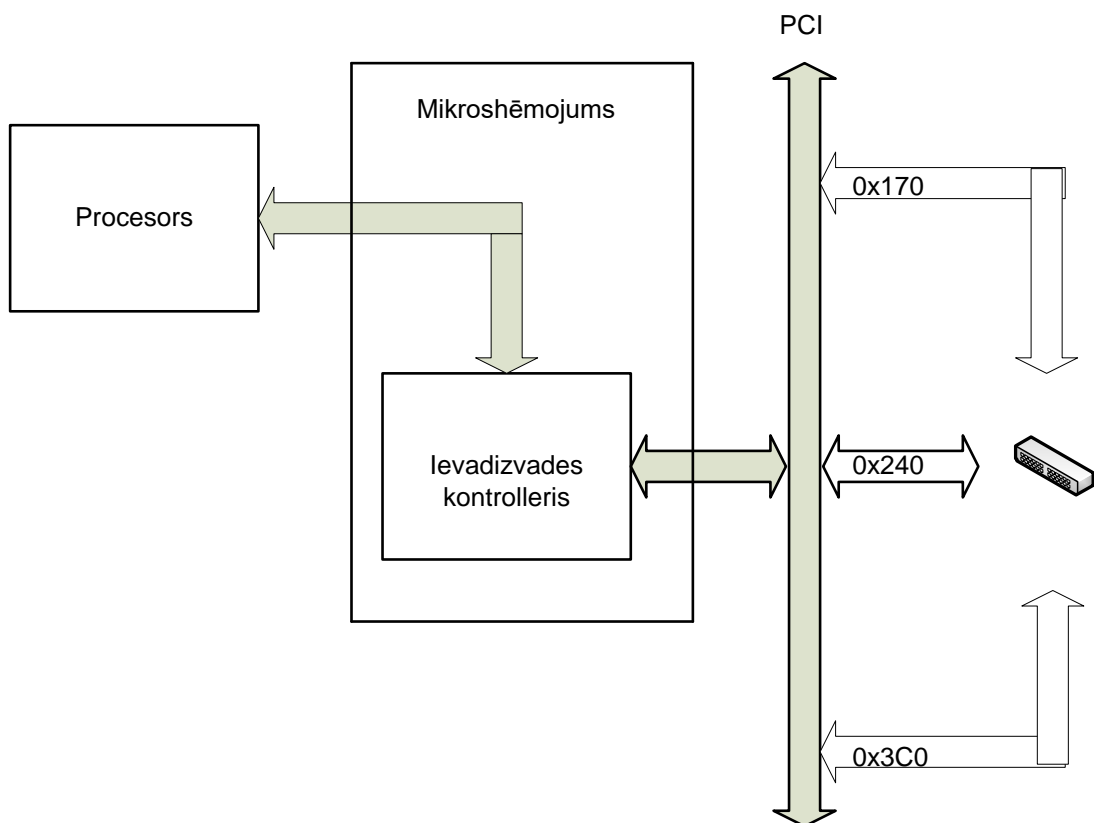 PCI
Mikroshēmojums
Procesors
0x170
Ievadizvades
kontrolleris
0x240
0x3C0